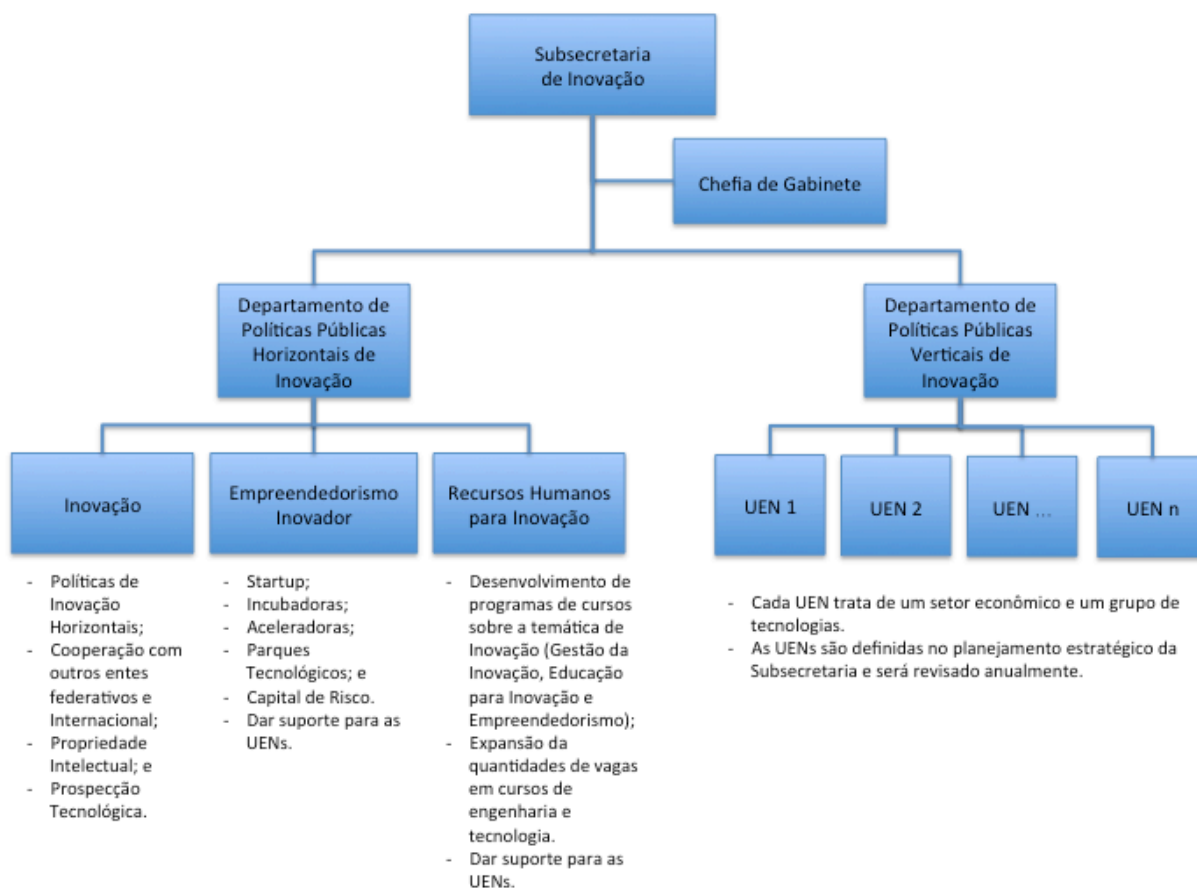 Subsecretaria
de Inovação
Chefia de Gabinete
Departamento de
Políticas Públicas
Horizontais de
Inovação
Departamento de
Políticas Públicas
Verticais de
Inovação
Inovação
Empreendedorismo
Inovador
Recursos Humanos
para Inovação
UEN 1
UEN 2
UEN ...
UEN n
- Políticas de
Inovação
Horizontais;
- Cooperação com
outros entes
federativos e
Internacional;
- Propriedade
Intelectual; e
- Prospecção
Tecnológica.
- Startup;
- Incubadoras;
- Aceleradoras;
- Parques
Tecnológicos; e
- Capital de Risco.
- Dar suporte para as
UENs.
- Desenvolvimento de
programas de cursos
sobre a temática de
Inovação (Gestão da
Inovação, Educação
para Inovação e
Empreendedorismo);
- Expansão da
quantidades de vagas
em cursos de
engenharia e
tecnologia.
- Dar suporte para as
UENs.
- Cada UEN trata de um setor econômico e um grupo de
tecnologias.
- As UENs são definidas no planejamento estratégico da
Subsecretaria e será revisado anualmente.